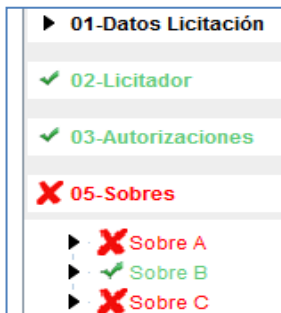 01-Datos Licitación
02-Licitador
03-Autorizaciones
05-Sobres
Sobre A
Sobre B
Sobre C